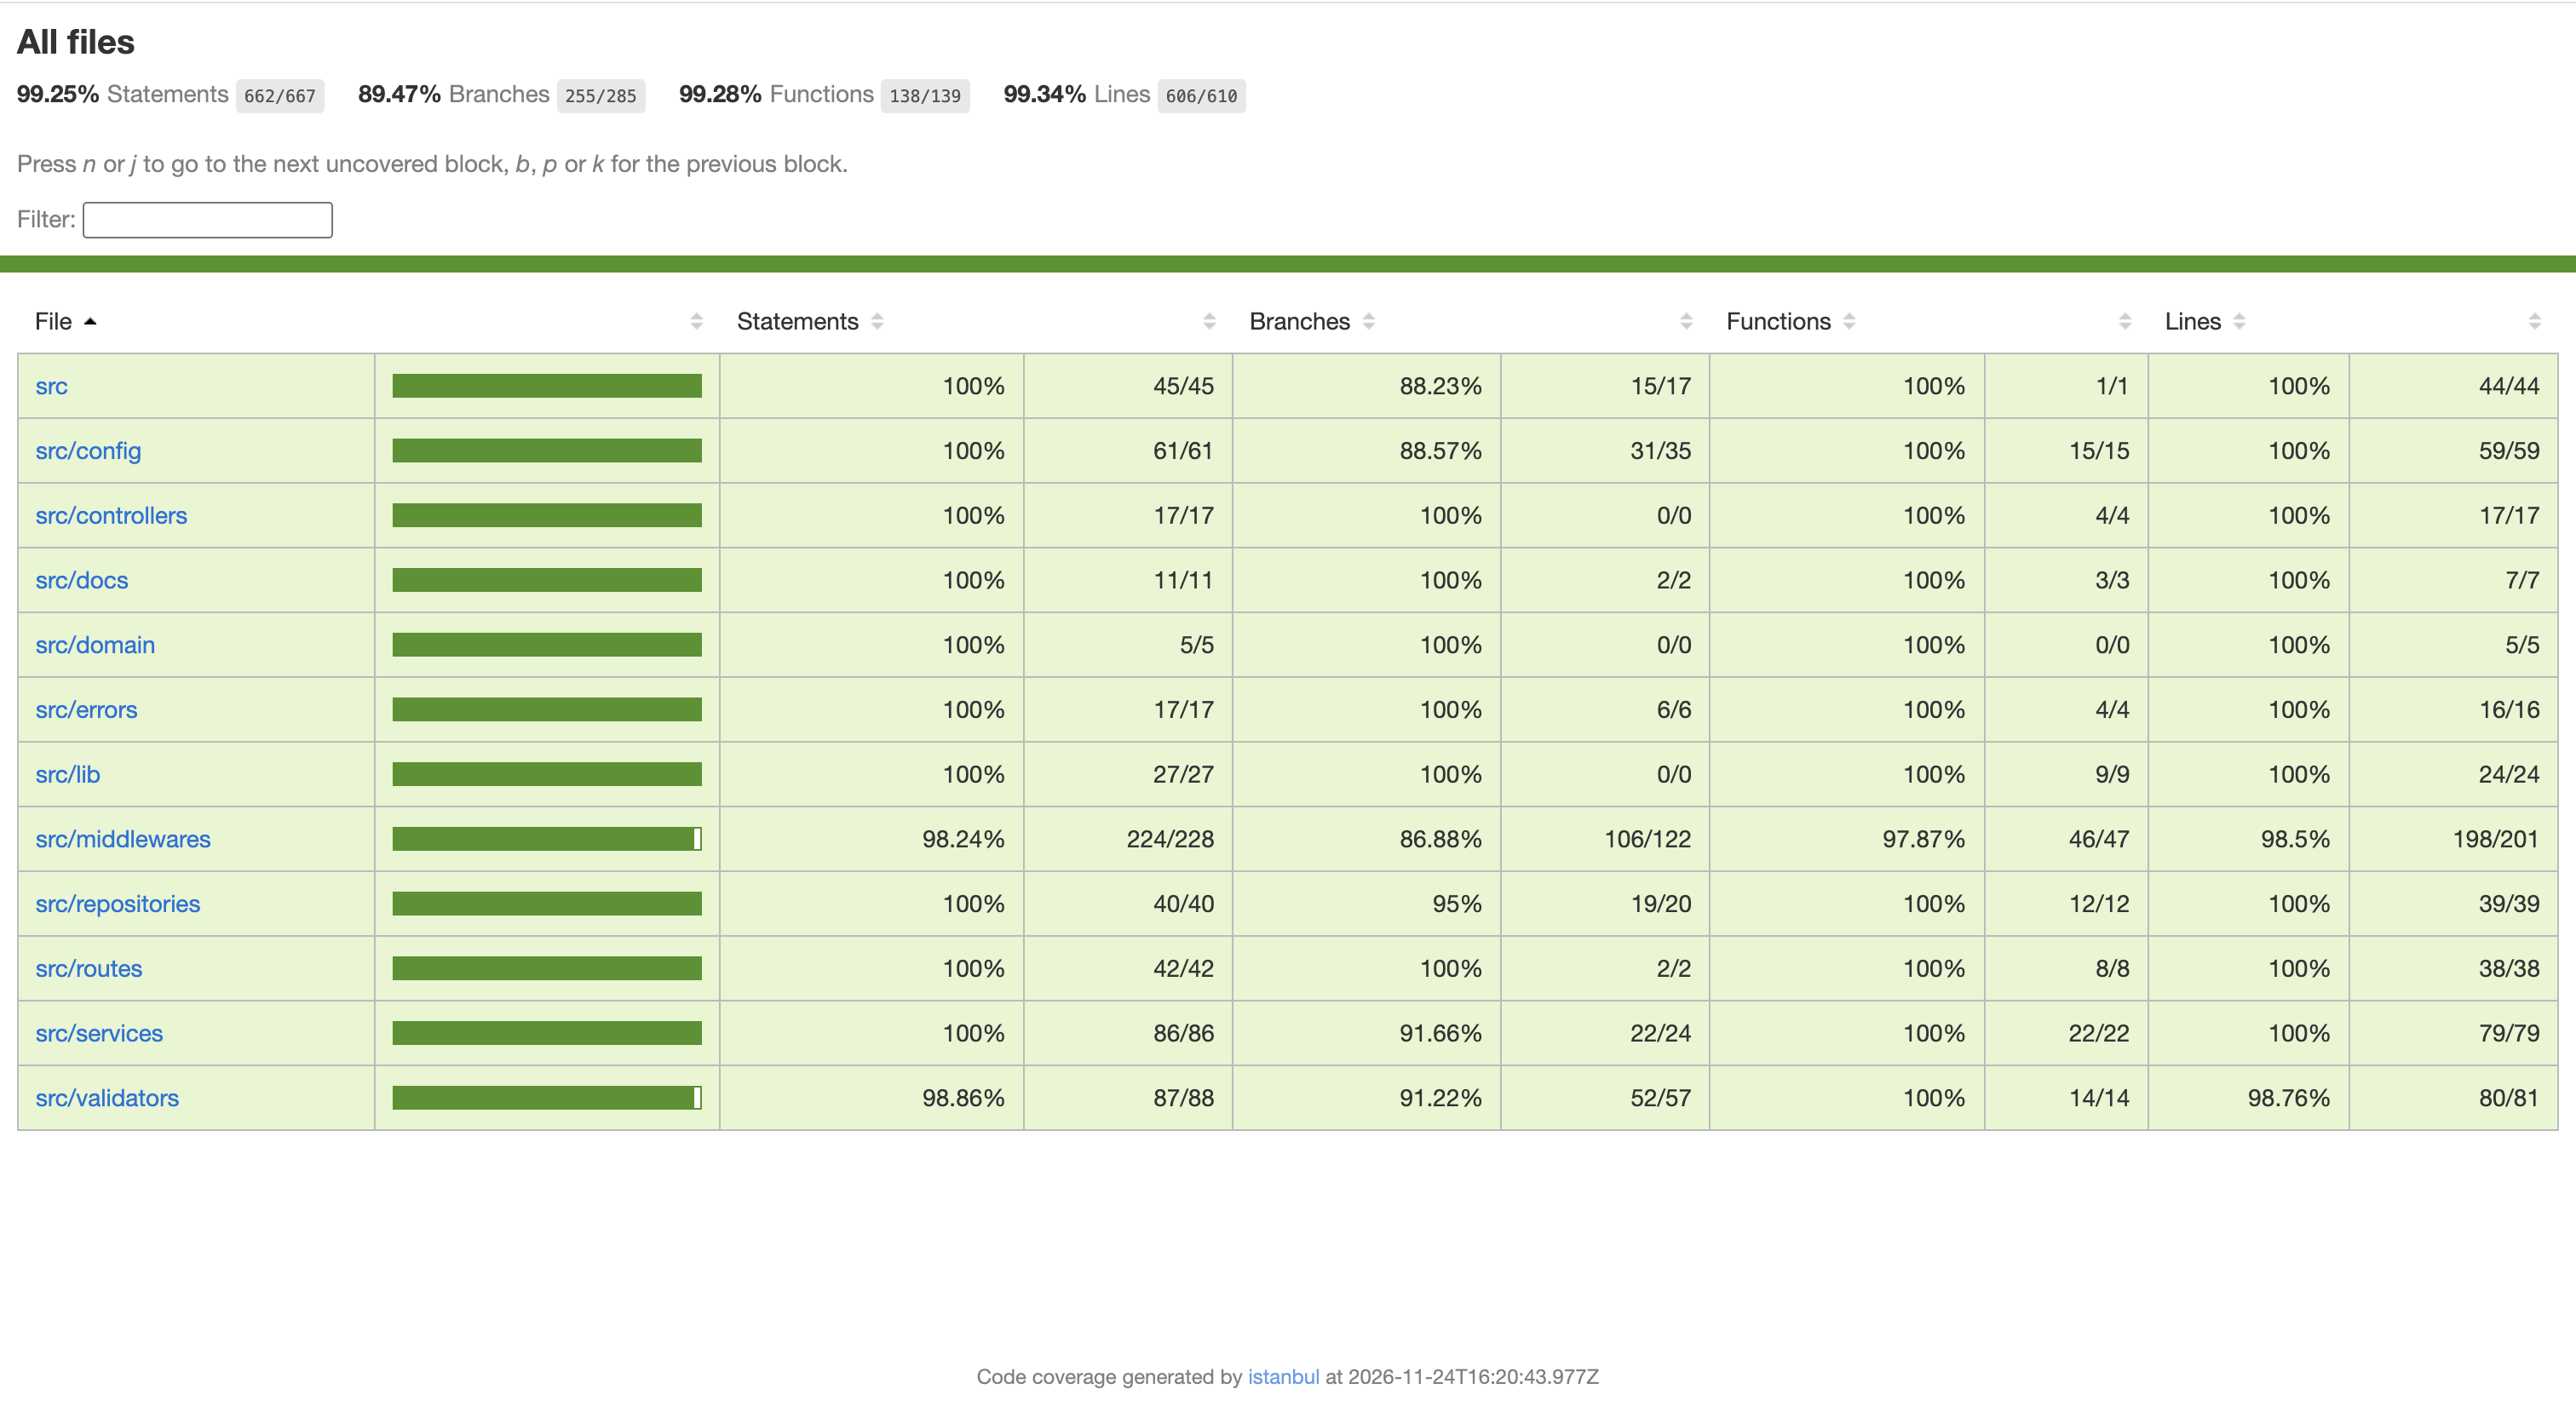 All files
99.25% Statements 662/667 89.47% Branches 255/285 99.28% Functions 138/139 99.34% Lines 606/610
Press n or j to go to the next uncovered block, b, p or k for the previous block.
Filter:
File Statements Branches Functions Lines
src 100% 45/45 88.23% 15/17 100% 1/1 100% 44/44
src/config 100% 61/61 88.57% 31/35 100% 15/15 100% 59/59
src/controllers 100% 17/17 100% 0/0 100% 4/4 100% 17/17
src/docs 100% 11/11 100% 2/2 100% 3/3 100% 7/7
src/domain 100% 5/5 100% 0/0 100% 0/0 100% 5/5
src/errors 100% 17/17 100% 6/6 100% 4/4 100% 16/16
src/lib 100% 27/27 100% 0/0 100% 9/9 100% 24/24
src/middlewares 98.24% 224/228 86.88% 106/122 97.87% 46/47 98.5% 198/201
src/repositories 100% 40/40 95% 19/20 100% 12/12 100% 39/39
src/routes 100% 42/42 100% 2/2 100% 8/8 100% 38/38
src/services 100% 86/86 91.66% 22/24 100% 22/22 100% 79/79
src/validators 98.86% 87/88 91.22% 52/57 100% 14/14 98.76% 80/81
Code coverage generated by istanbul at 2026-11-24T16:20:43.977Z